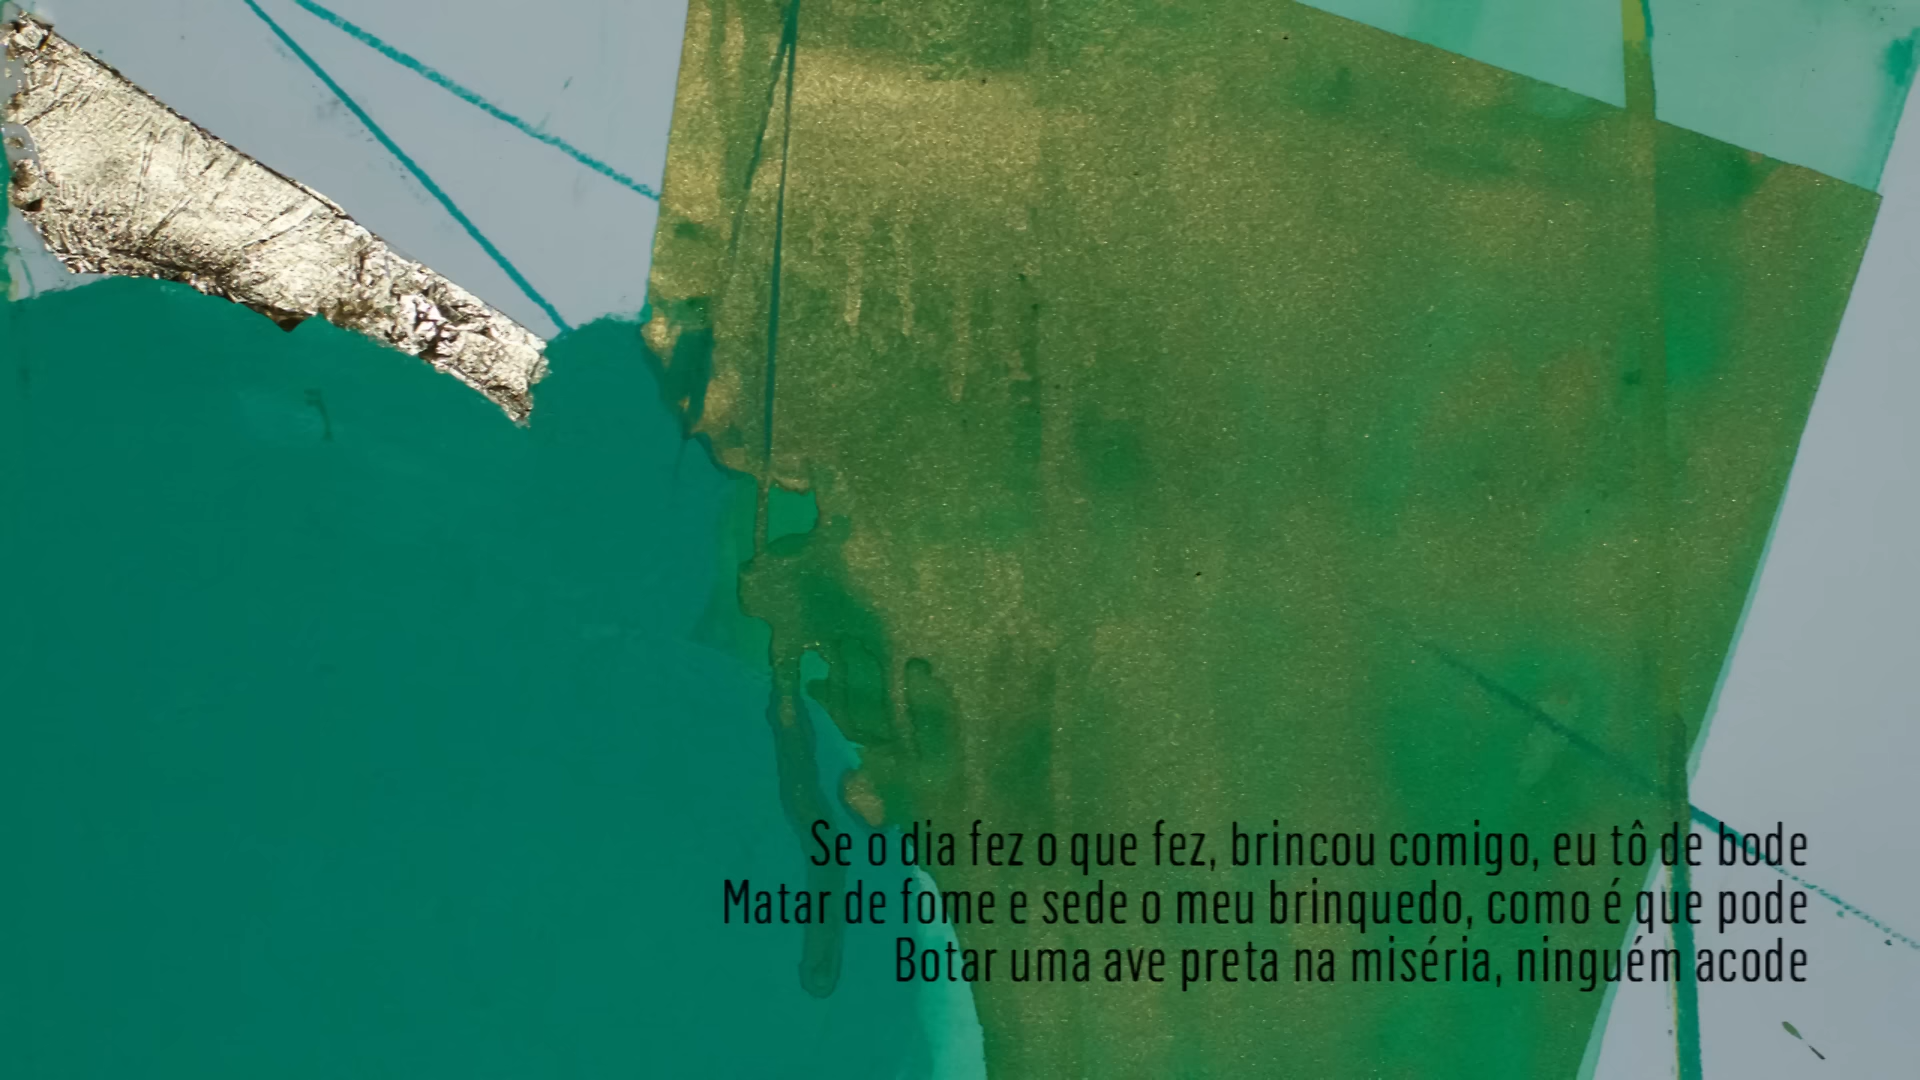 Se o dia fez o que fez, brincou comigo, eu tô de bode
Matar de fome e sede o meu brinquedo, como é que pode
Botar uma ave preta na miséria, ninguém acode